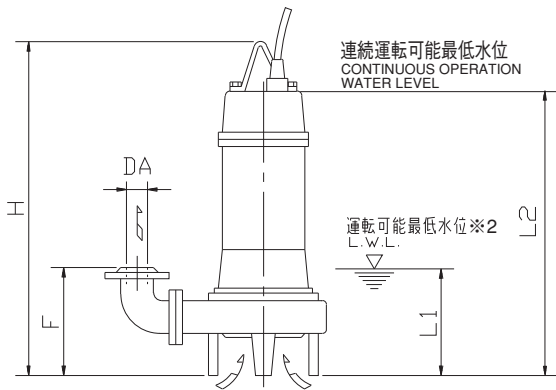 連続運転可能最低水位
CONTINUOUS OPERATION
WATER LEVEL
DA
H
運転可能最低水位※2
L.W.L.
L2
F
L1